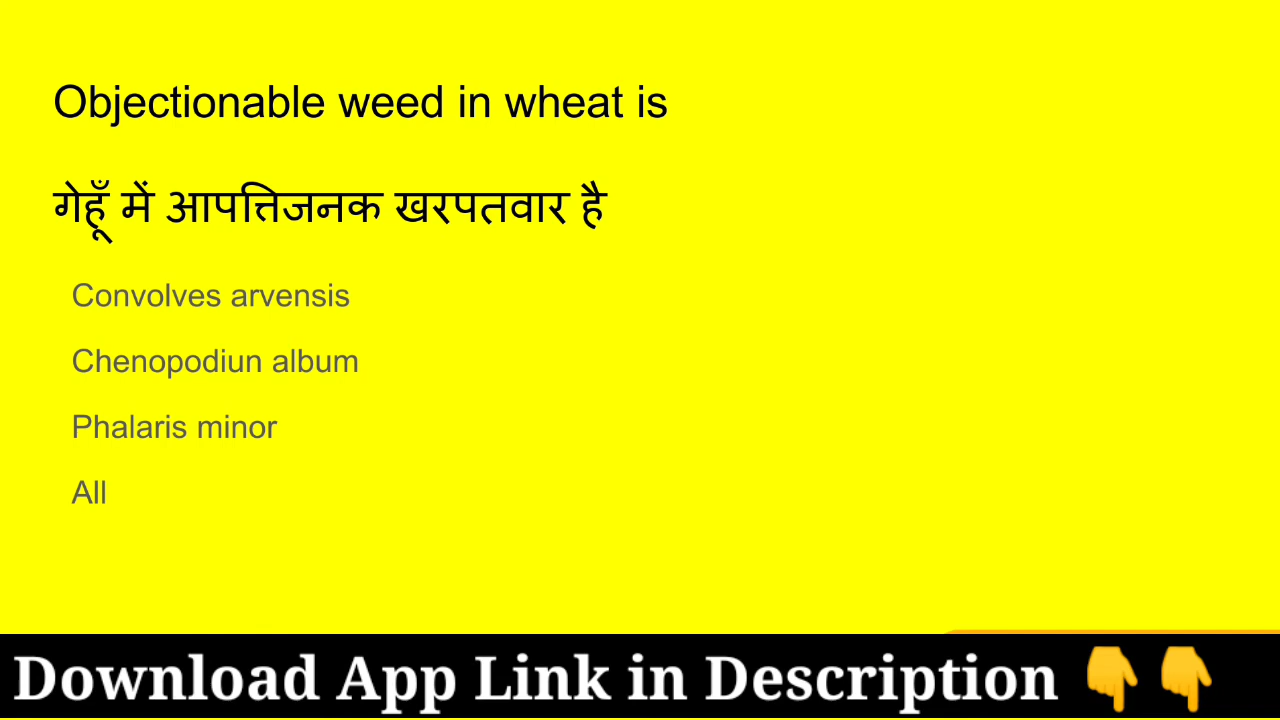 Objectionable weed in wheat is
गेहूँ में आपत्तिजनक खरपतवार है
Convolves arvensis
Chenopodiun album
Phalaris minor
All
Download App Link in Description 👇👇